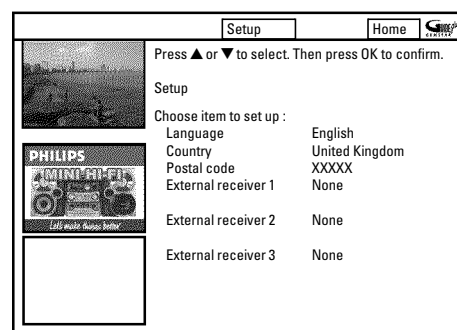 Setup
Home
GUIDE
GEMSTAR
Press ▲ or ▼ to select. Then press OK to confirm.
Setup
Choose item to set up :
Language English
Country United Kingdom
Postal code XXXXX
External receiver 1 None
External receiver 2 None
External receiver 3 None
PHILIPS
MINI-HI-FI
Let's make things better